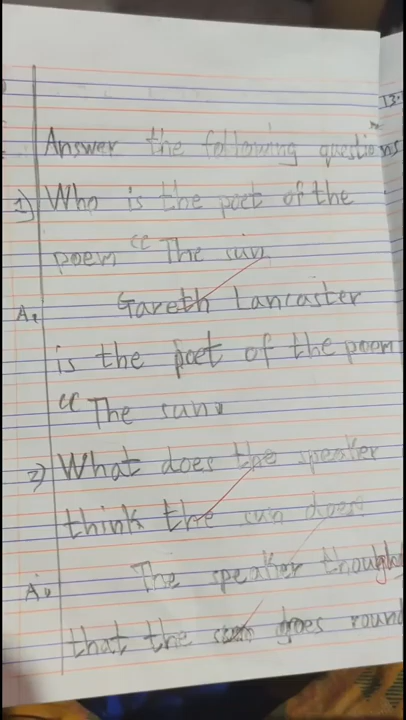 13.
Answer the following questions
1) Who is the poet of the
poem “ The sun
A. Gareth Lancaster
is the poet of the poem
“ The sun.
2) What does the speaker
think the sun does
A. The speaker thought
that the sun goes round